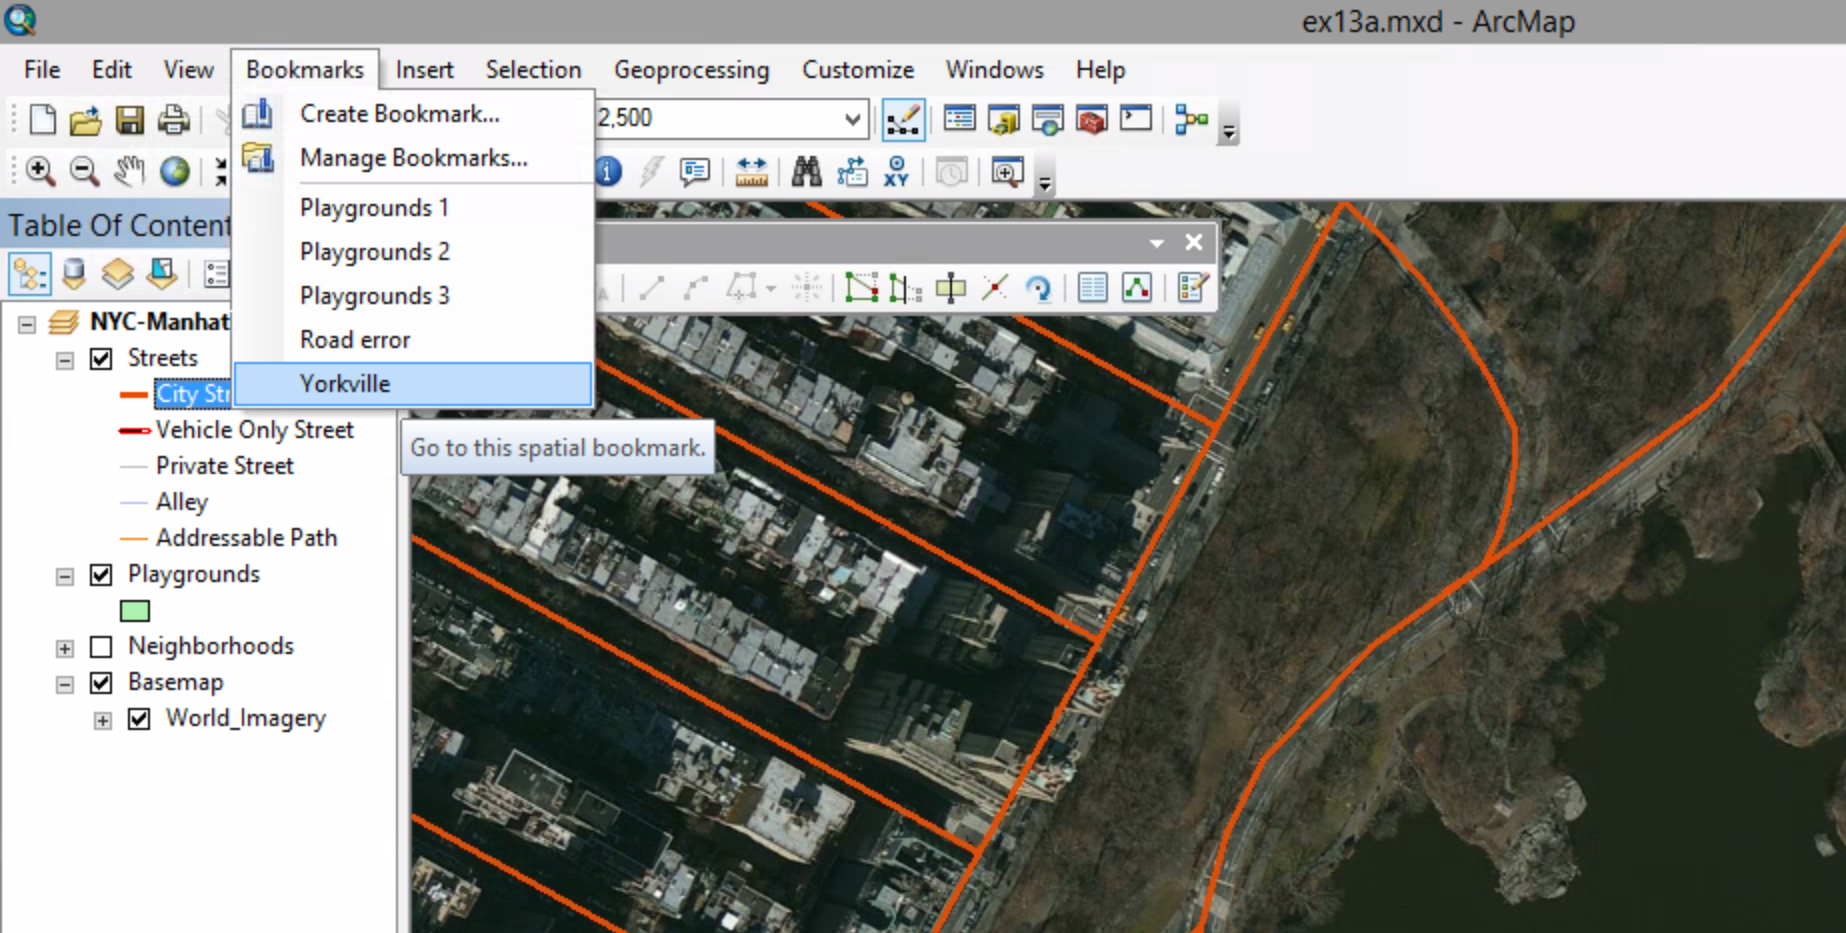 ex13a.mxd - ArcMap
File Edit View Bookmarks Insert Selection Geoprocessing Customize Windows Help
Create Bookmark...
2,500
Manage Bookmarks...
XY
Playgrounds 1
Table Of Content
Playgrounds 2
Playgrounds 3
NYC-Manhat
Road error
Streets
Yorkville
City Str
Vehicle Only Street
Go to this spatial bookmark.
Private Street
Alley
Addressable Path
Playgrounds
Neighborhoods
Basemap
World_Imagery